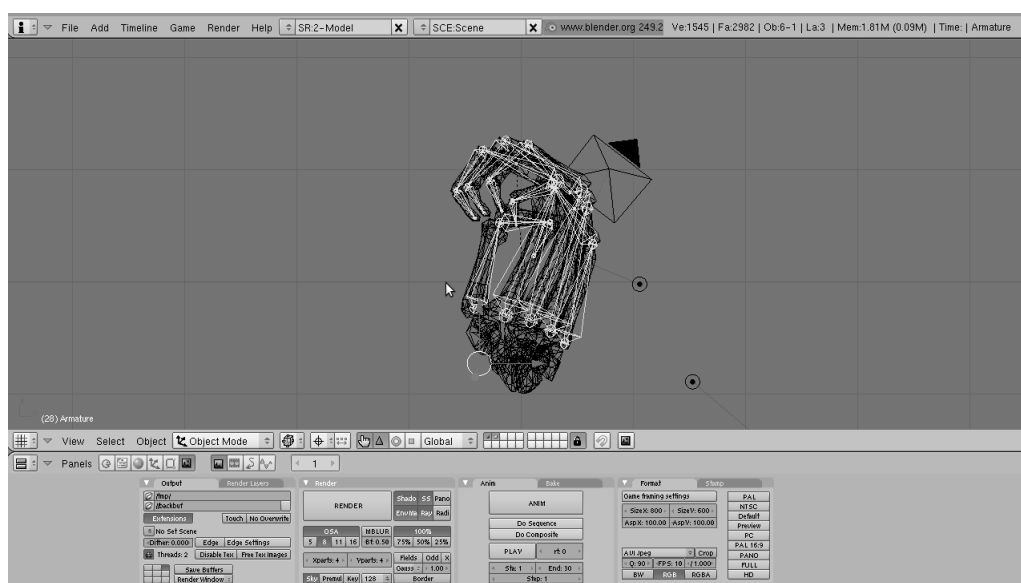 File Add Timeline Game Render Help SR:2-Model SCE:Scene www.blender.org 249.2 Ve:1545 | Fa:2982 | Ob:6-1 | La:3 | Mem:1.81M (0.09M) | Time: | Armature
(28) Armature
View Select Object Object Mode Global
Panels 1
Output Render Layers
/tmp/
//backbuf
Extensions Touch No Overwrite
No Set Scene
Dither: 0.000 Edge Edge Settings
Threads: 2 Disable Tex Free Tex Images
Save Buffers
Render Window
Render
RENDER Shado SS Pano
EnvMa Ray Radi
OSA MBLUR 100%
5 8 11 16 Bf: 0.50 75% 50% 25%
Xparts: 4 Yparts: 4 Fields Odd X
Gauss 1.00
Sky Premul Key 128 Border
Anim Bake
ANIM
Do Sequence
Do Composite
PLAY rt: 0
Sta: 1 End: 30
Step: 1
Format Stamp
Game framing settings PAL
NTSC
SizeX: 800 SizeY: 600 Default
AspX: 100.00 AspY: 100.00 Preview
PC
PAL 16:9
AVI Jpeg Crop PANO
Q: 90 FPS: 10 /1.000 FULL
BW RGB RGBA HD